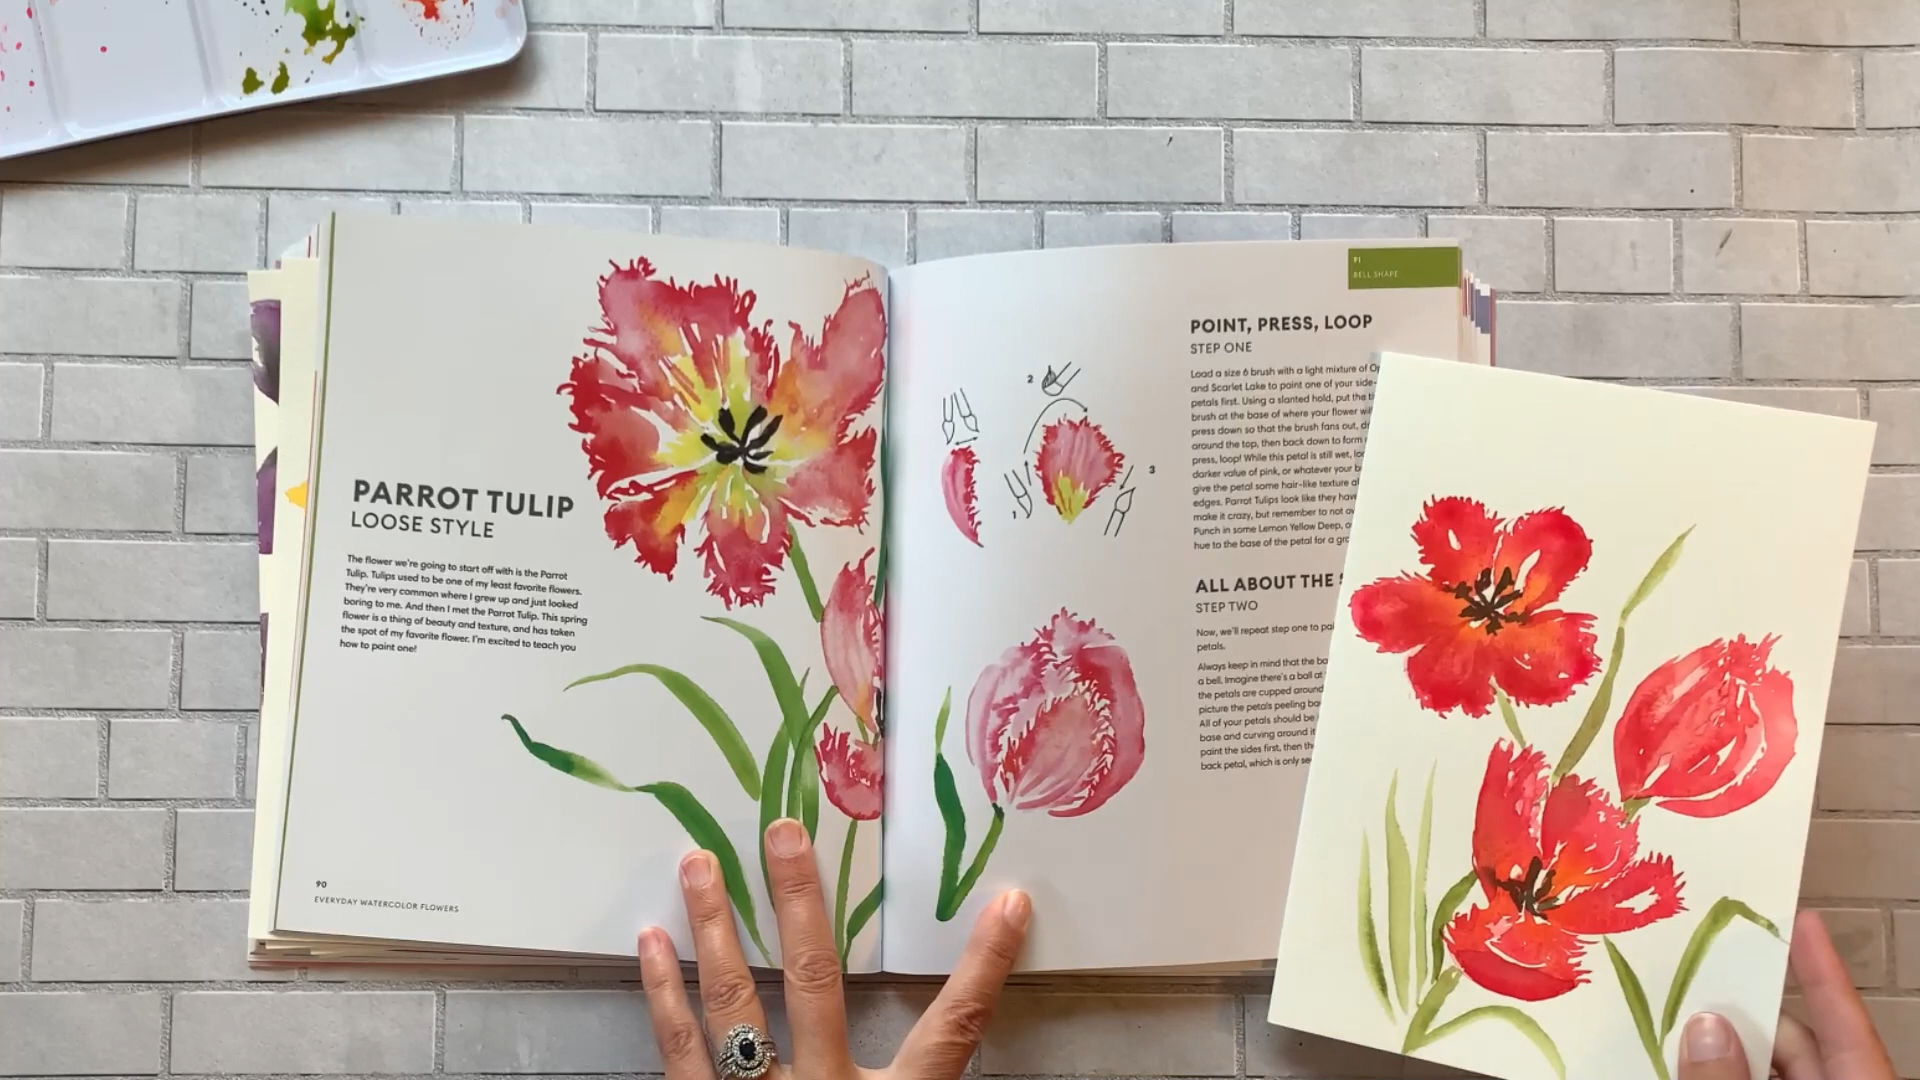 PARROT TULIP
LOOSE STYLE
The flower we're going to start off with is the Parrot
Tulip. Tulips used to be one of my least favorite flowers.
They're very common where I grew up and just looked
boring to me. And then I met the Parrot Tulip. This spring
flower is a thing of beauty and texture, and has taken
the spot of my favorite flower. I'm excited to teach you
how to paint one!
90
EVERYDAY WATERCOLOR FLOWERS
91
BELL SHAPE
1
2
3
POINT, PRESS, LOOP
STEP ONE
Load a size 6 brush with a light mixture of
and Scarlet Lake to paint one of your side-
petals first. Using a slanted hold, put the
brush at the base of where your flower
press down so that the brush fans out,
around the top, then back down to form
press, loop! While this petal is still wet,
darker value of pink, or whatever your
give the petal some hair-like texture
edges. Parrot Tulips look like they have
make it crazy, but remember to not
Punch in some Lemon Yellow Deep,
hue to the base of the petal for a
ALL ABOUT THE
STEP TWO
Now, we'll repeat step one to
petals.
Always keep in mind that the
a bell. Imagine there's a ball at
the petals are cupped around
picture the petals peeling
All of your petals should be
base and curving around it
paint the sides first, then
back petal, which is only